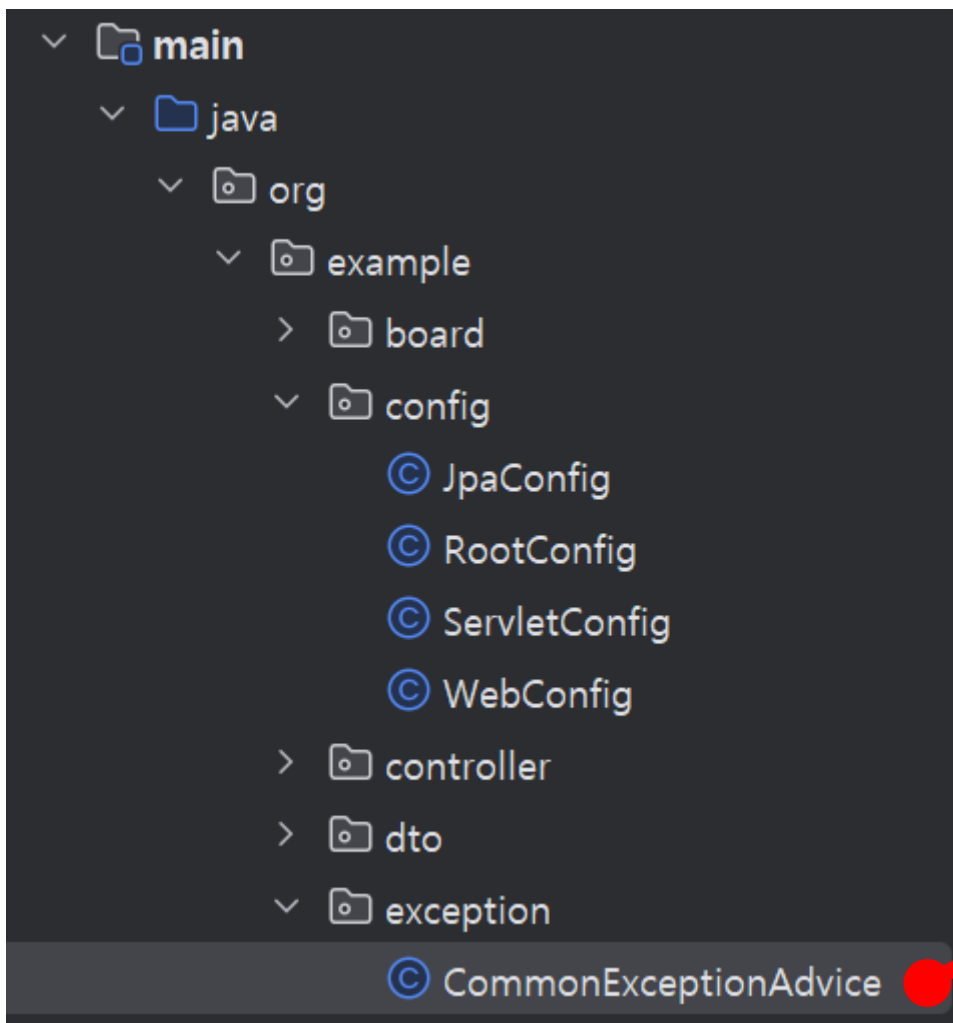 main
java
org
example
board
config
JpaConfig
RootConfig
ServletConfig
WebConfig
controller
dto
exception
CommonExceptionAdvice